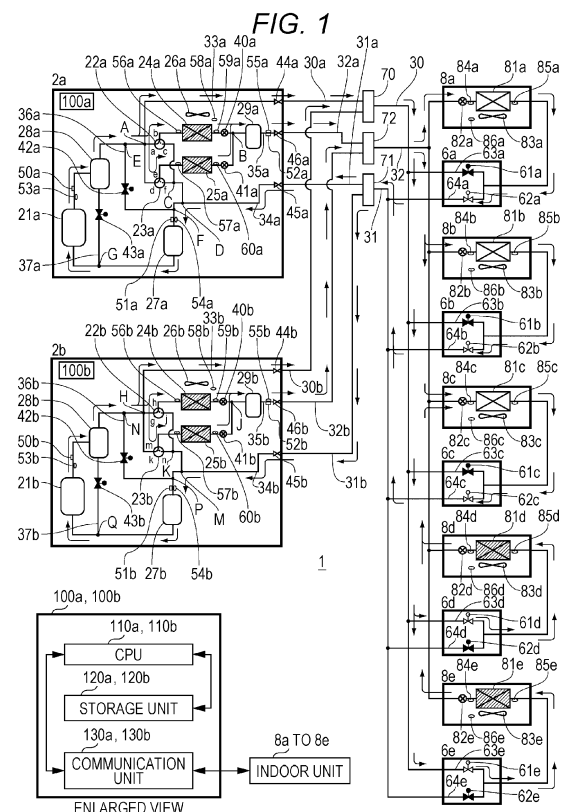 FIG. 1
31a
33a 40a 44a 30a 32a 30
22a 56a 24a 26a 58a 59a 55a 70
2a
100a
29a
72
36a
28a
42a
50a
53a
21a
A
E
b
a c
d
B
C
35a
46a
52a
71
32
31
25a
41a
34a
45a
57a
60a
23a
F
D
37a
G
43a
51a
27a
54a
33b 40b
22b 56b 24b 26b 58b 59b 55b 44b
2b
100b
29b
30b
36b
28b
42b
50b
53b
21b
H
N
h
g
m
k n
J
K
35b
46b
52b
32b
25b
41b
34b
45b
31b
57b
60b
23b
P
M
37b
Q
43b
51b
27b
54b
1
8a 84a 81a 85a
82a 86a 83a
6a 63a 61a
64a 62a
8b 84b 81b 85b
82b 86b 83b
6b 63b
64b 61b
62b
8c 84c 81c 85c
82c 86c 83c
6c 63c
64c 61c
62c
8d 84d 81d 85d
82d 86d 83d
6d 63d 61d
64d 62d
8e 84e 81e 85e
82e 86e 83e
6e 63e 61e
64e 62e
100a, 100b
110a, 110b
CPU
120a, 120b
STORAGE UNIT
130a, 130b
COMMUNICATION
UNIT
8a TO 8e
INDOOR UNIT
ENLARGED VIEW